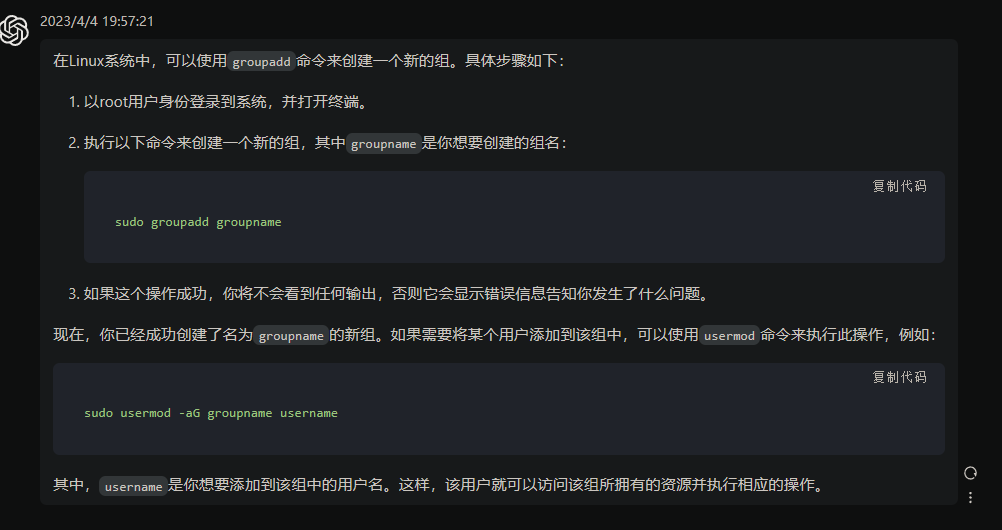 2023/4/4 19:57:21
在Linux系统中，可以使用groupadd命令来创建一个新的组。具体步骤如下：
1. 以root用户身份登录到系统，并打开终端。
2. 执行以下命令来创建一个新的组，其中groupname是你想要创建的组名：
复制代码
sudo groupadd groupname
3. 如果这个操作成功，你将不会看到任何输出，否则它会显示错误信息告知你发生了什么问题。
现在，你已经成功创建了名为groupname的新组。如果需要将某个用户添加到该组中，可以使用usermod命令来执行此操作，例如：
复制代码
sudo usermod -aG groupname username
其中，username是你想要添加到该组中的用户名。这样，该用户就可以访问该组所拥有的资源并执行相应的操作。